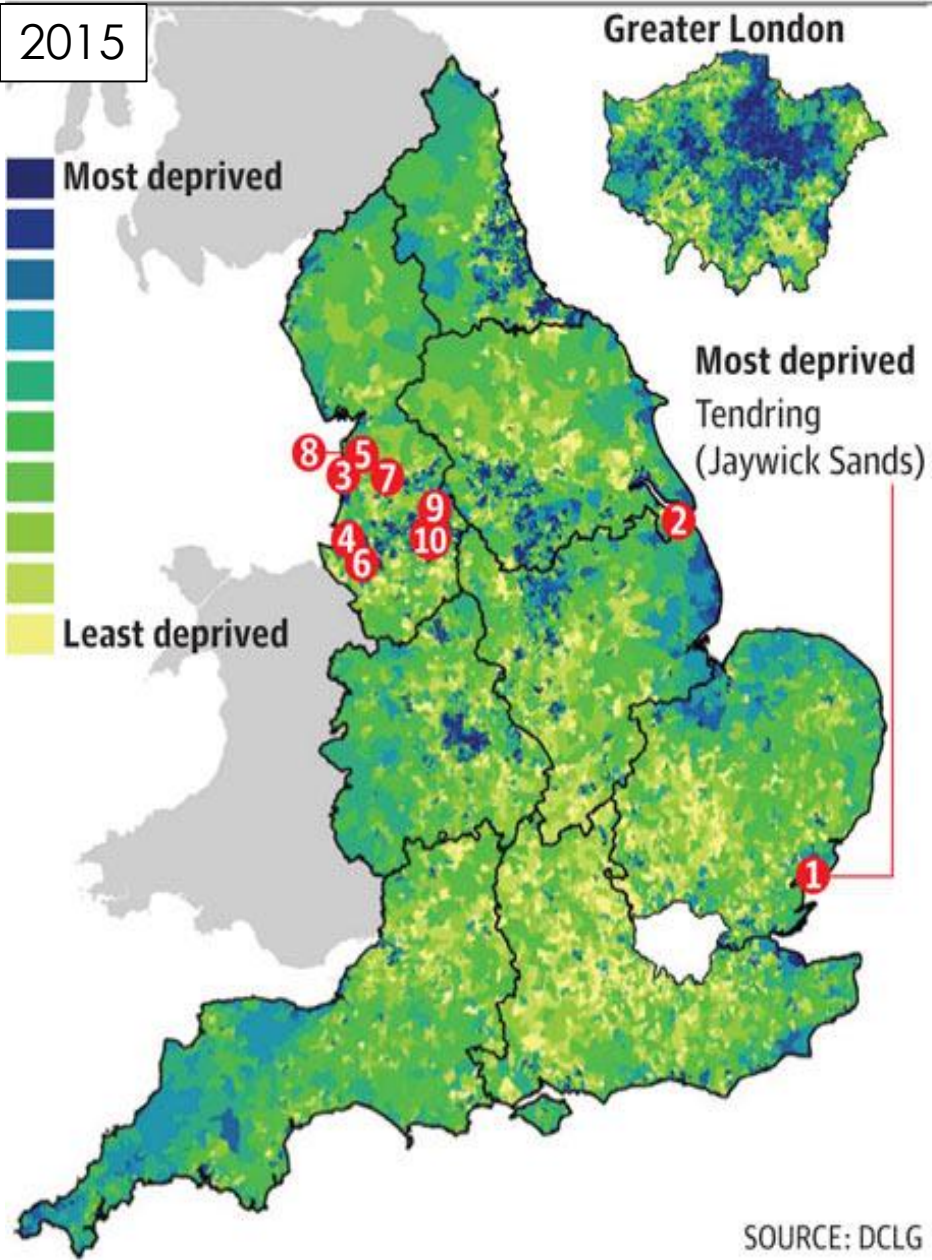 2015
Greater London
Most deprived
Least deprived
Most deprived
Tendring
(Jaywick Sands)
8
5
3
7
9
10
4
6
2
1
SOURCE: DCLG